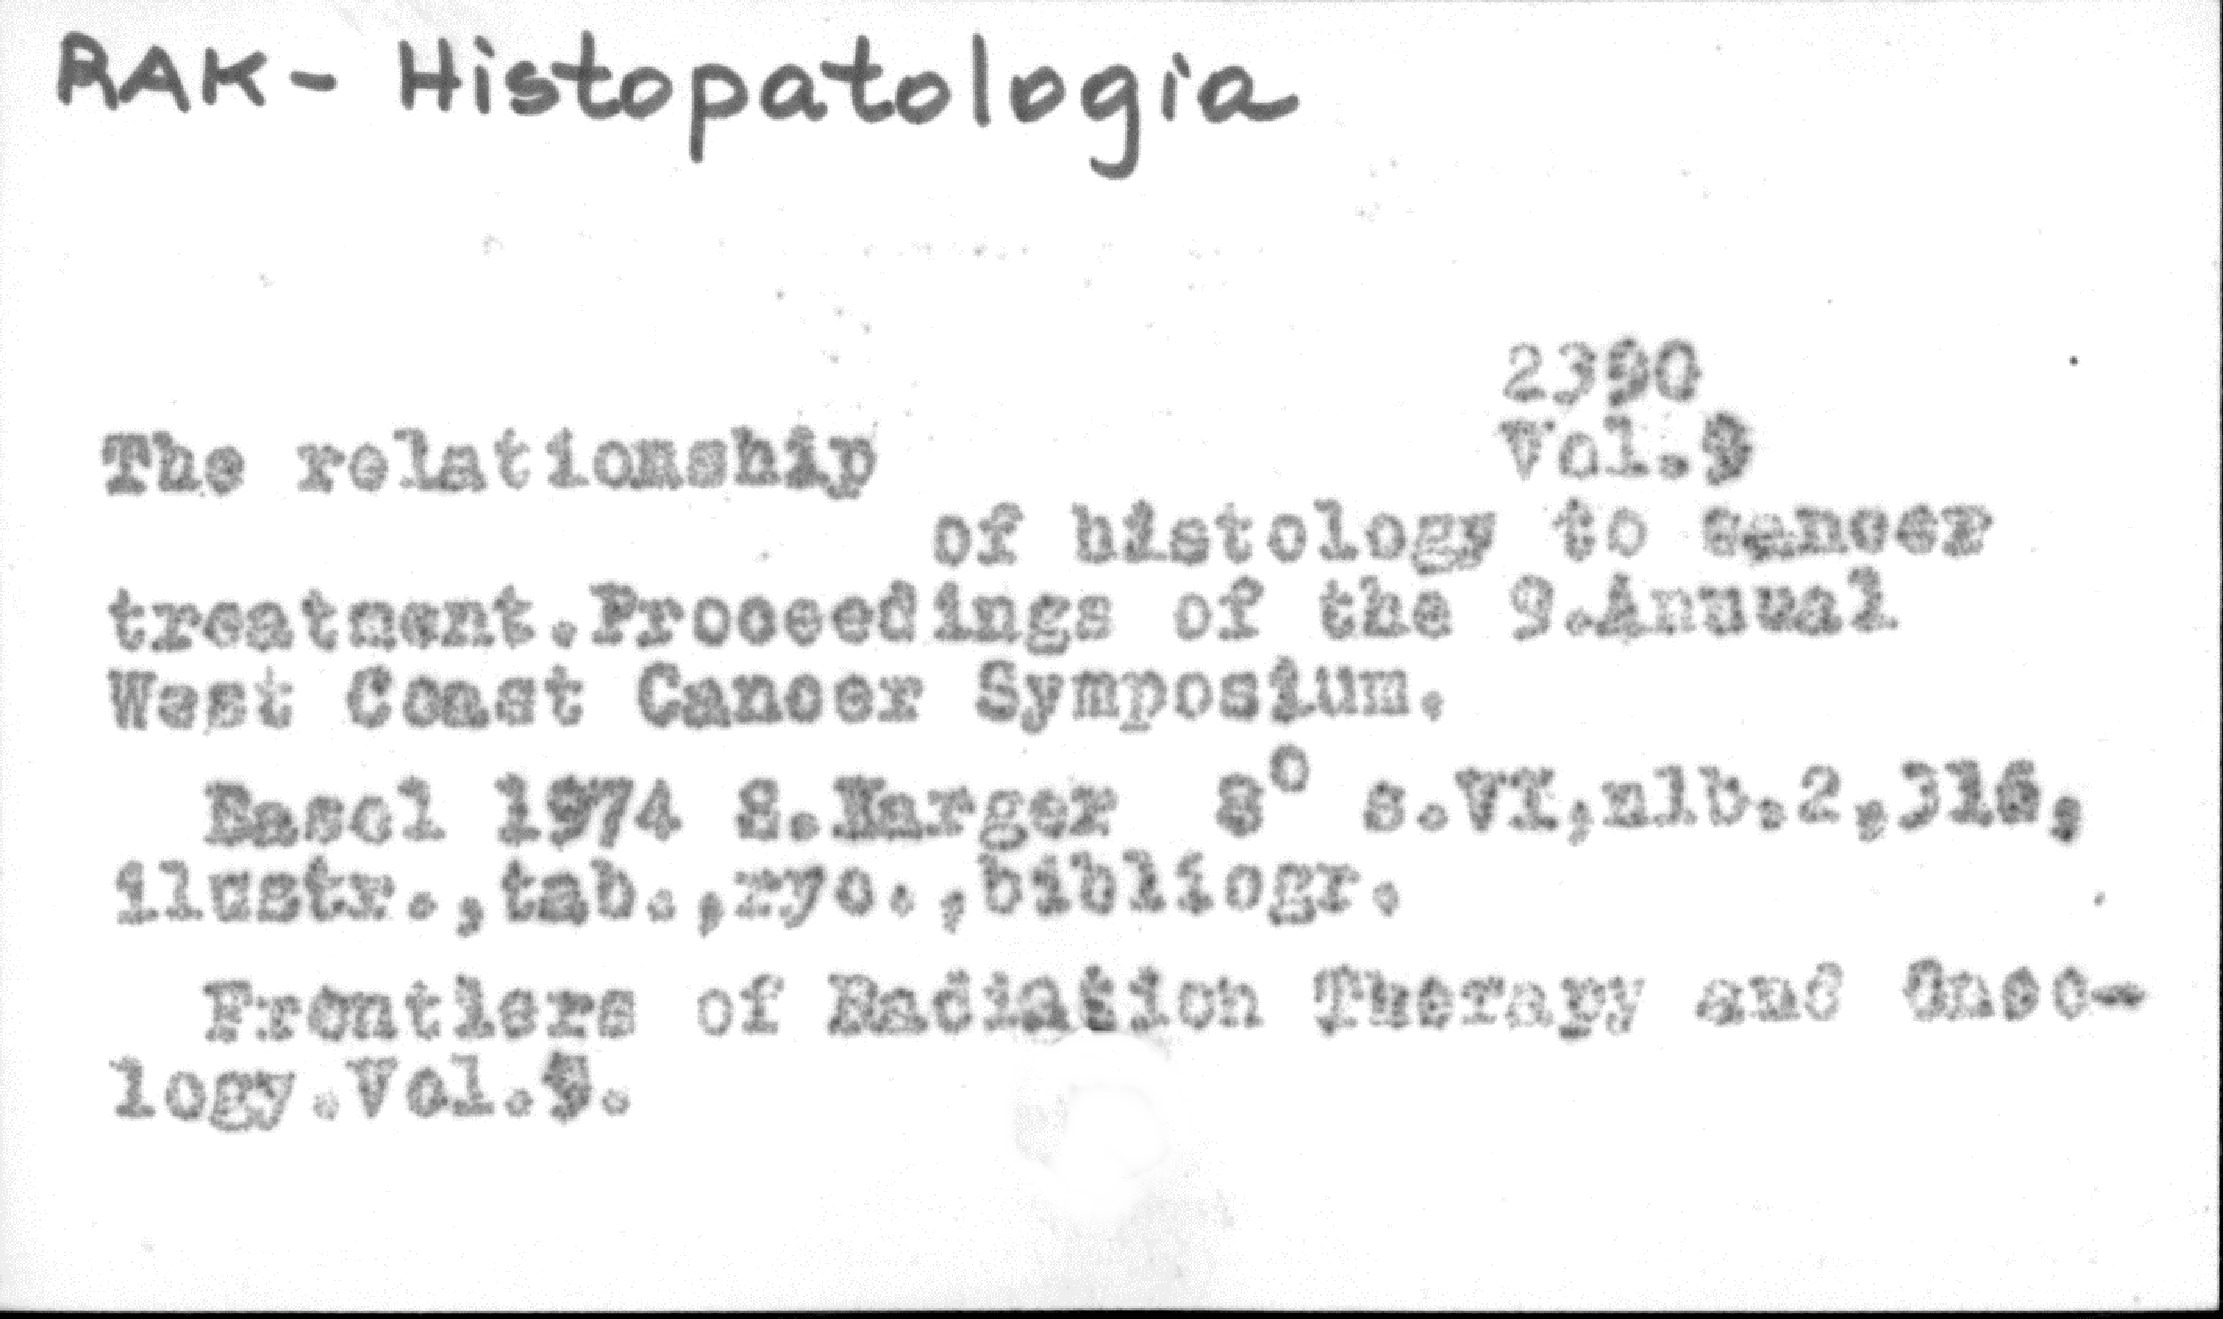 RAK - Histopatologia
2390
Vol.9
The relationship
of histology to cancer
treatment.Proceedings of the 9.Annual
West Coast Cancer Symposium.
Basel 1974 S.Karger 8° s.VI,nlb.2,316,
ilustr.,tab.,ryc.,bibliogr.
Frontiers of Radiation Therapy and Onco-
logy.Vol.9.